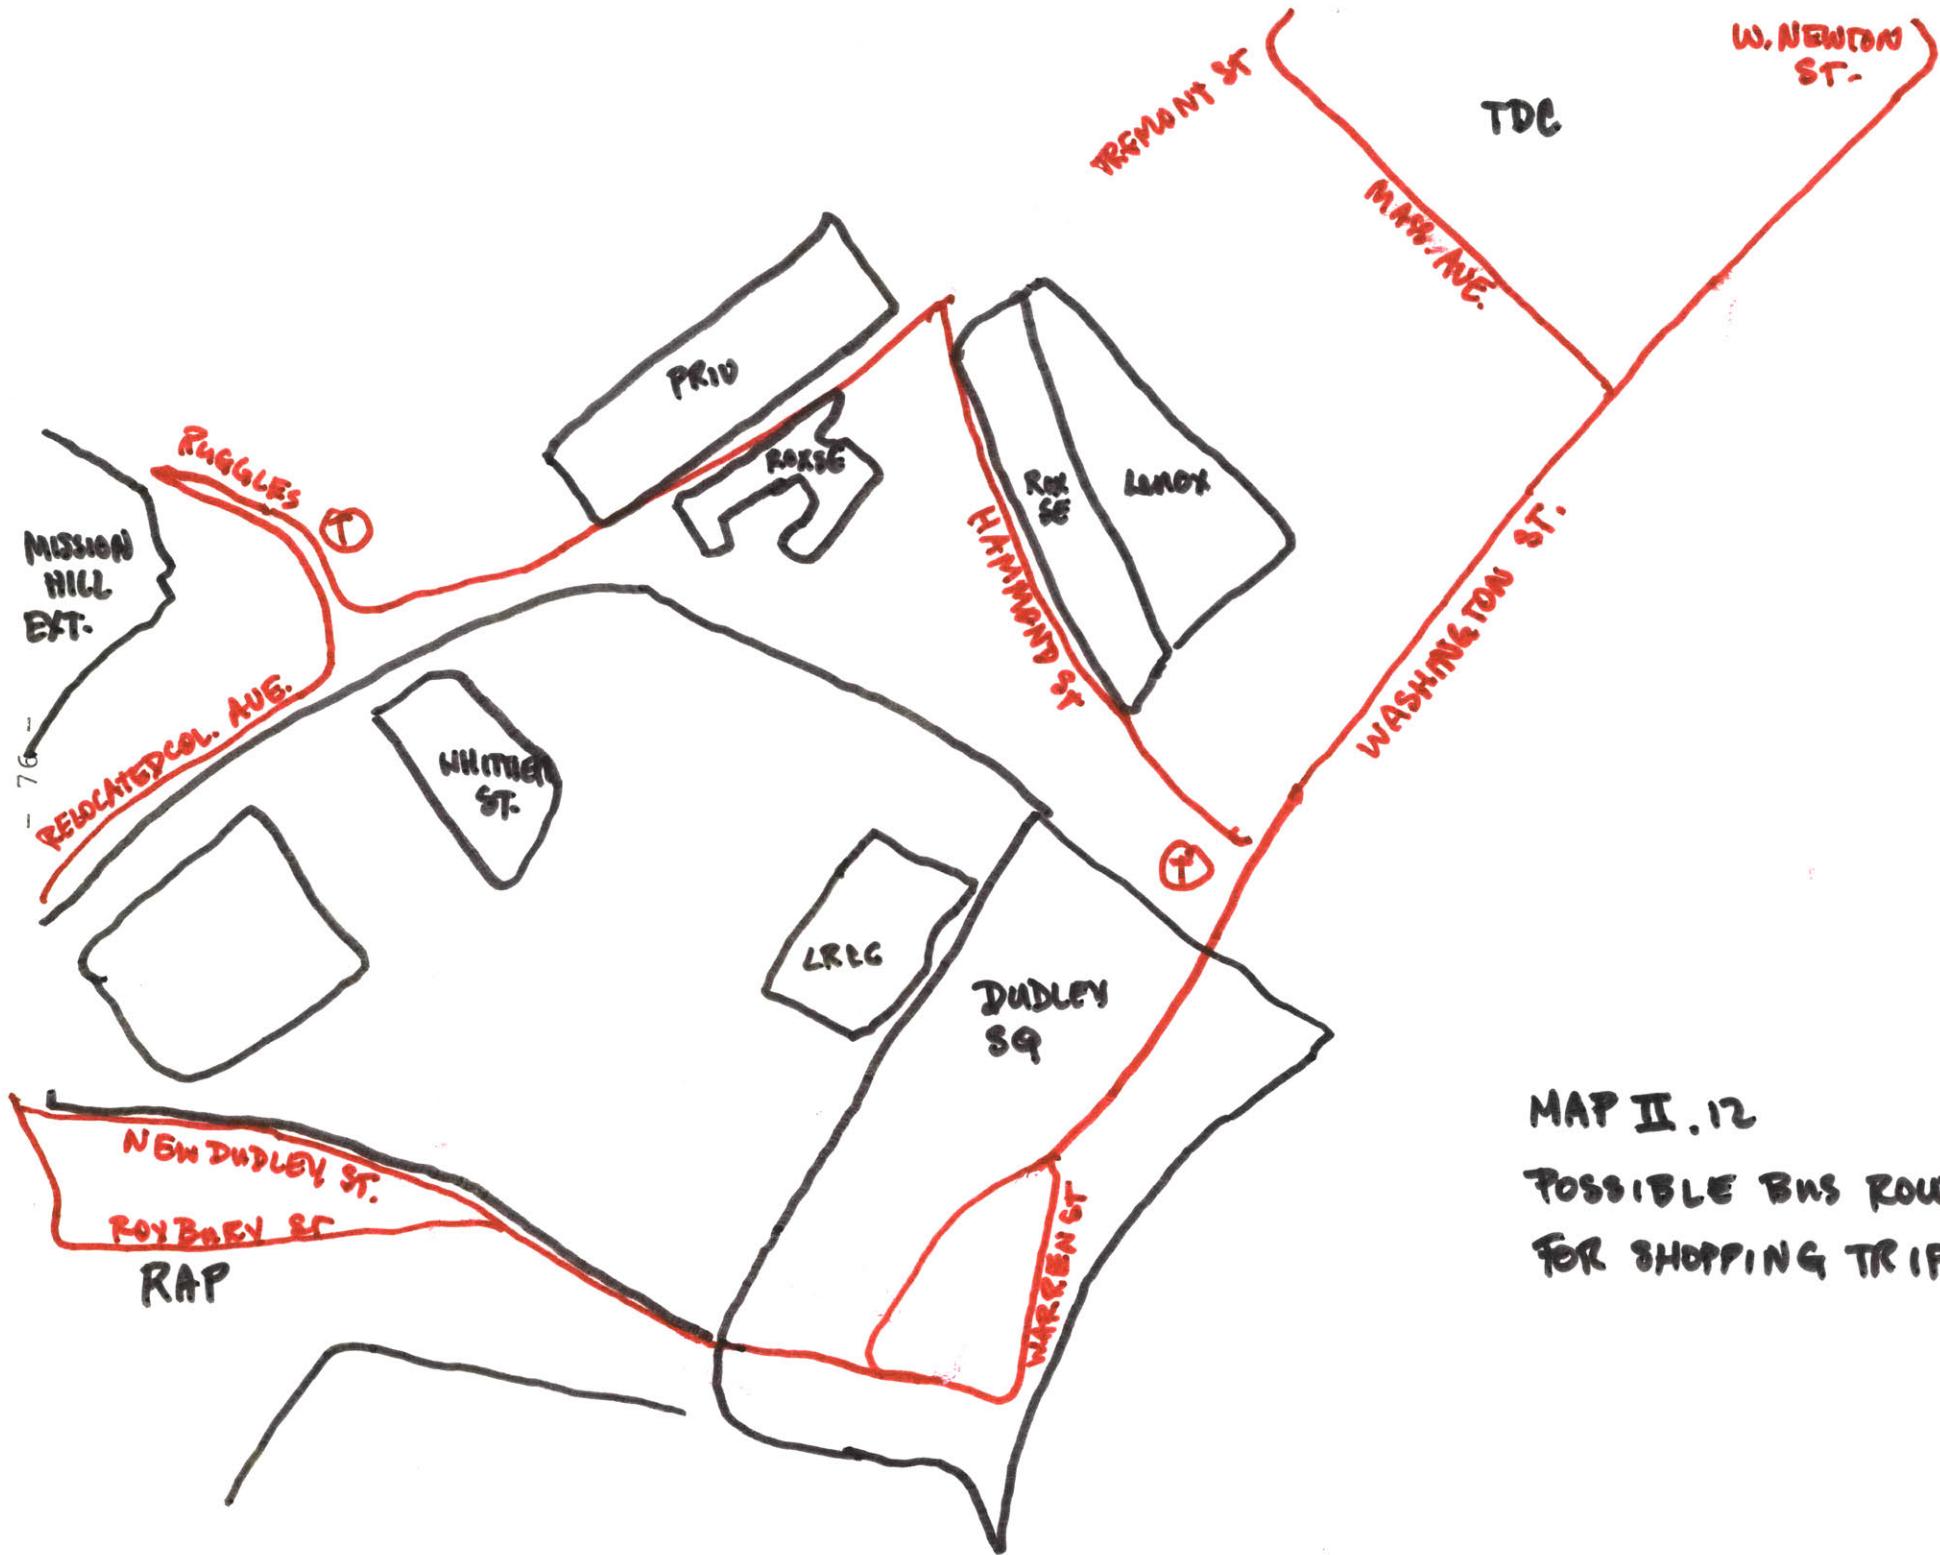 W. NEWTON
ST.
TREMONT ST
TDC
MASS. AVE.
PRIV
RUGGLES
T
ROXSE
ROX
SE
LENOX
HAMMOND ST
WASHINGTON ST.
MISSION
HILL
EXT.
RELOCATED COL. AVE.
WHITTIER
ST.
- 76 -
T
LRCC
DUDLEY
SQ
NEW DUDLEY ST.
ROXBURY ST
RAP
WARREN ST
MAP II.12
POSSIBLE BUS ROU
FOR SHOPPING TRIP